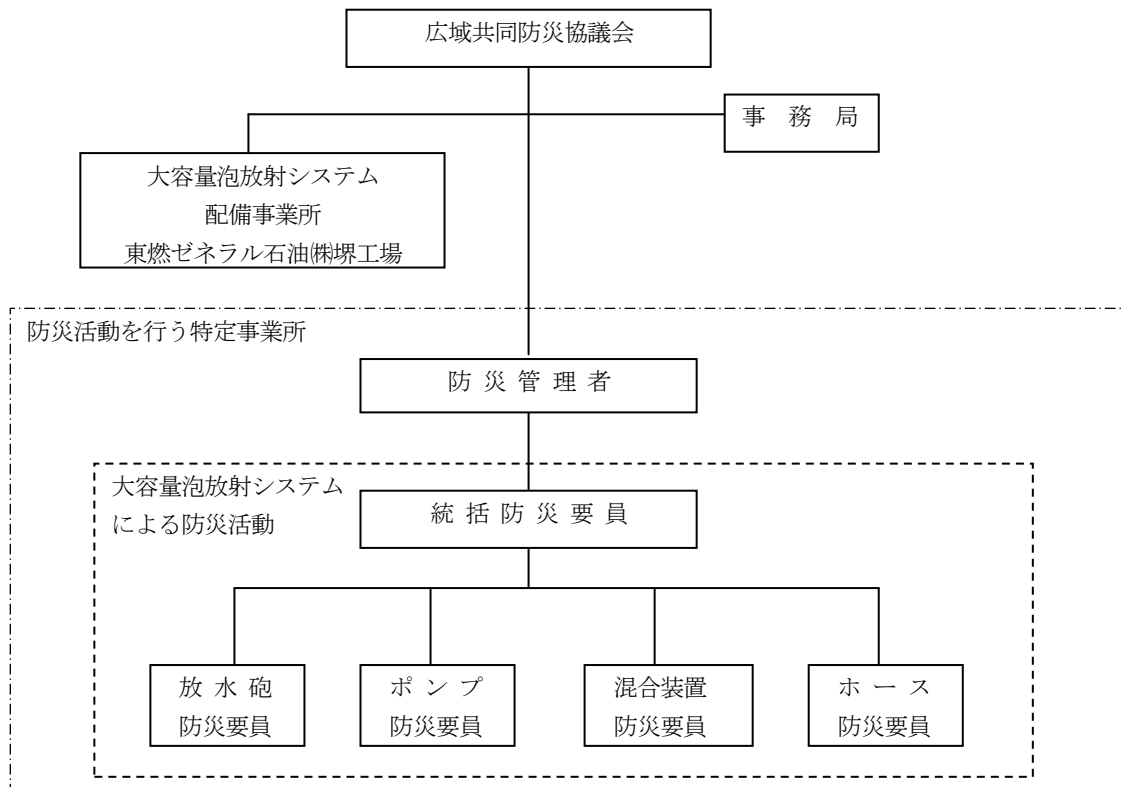 広域共同防災協議会
事　務　局
大容量泡放射システム
配備事業所
東燃ゼネラル石油㈱堺工場
防災活動を行う特定事業所
防 災 管 理 者
大容量泡放射システム
による防災活動
統 括 防 災 要 員
放 水 砲
防災要員
ポ ン プ
防災要員
混合装置
防災要員
ホ ー ス
防災要員